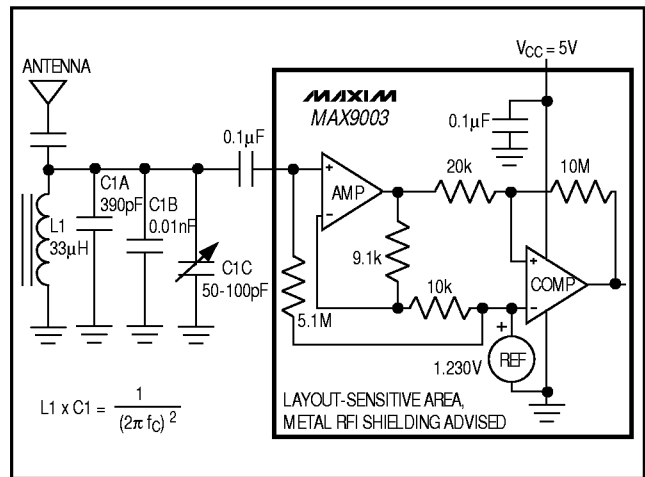 V_CC = 5V
ANTENNA
MAXIM
MAX9003
0.1µF
0.1µF
20k
10M
C1A
390pF
C1B
0.01nF
+
AMP
−
L1
33µH
9.1k
+
COMP
−
C1C
50-100pF
10k
5.1M
+
REF
1.230V
L1 x C1 = 1 / (2π f_C)²
LAYOUT-SENSITIVE AREA,
METAL RFI SHIELDING ADVISED